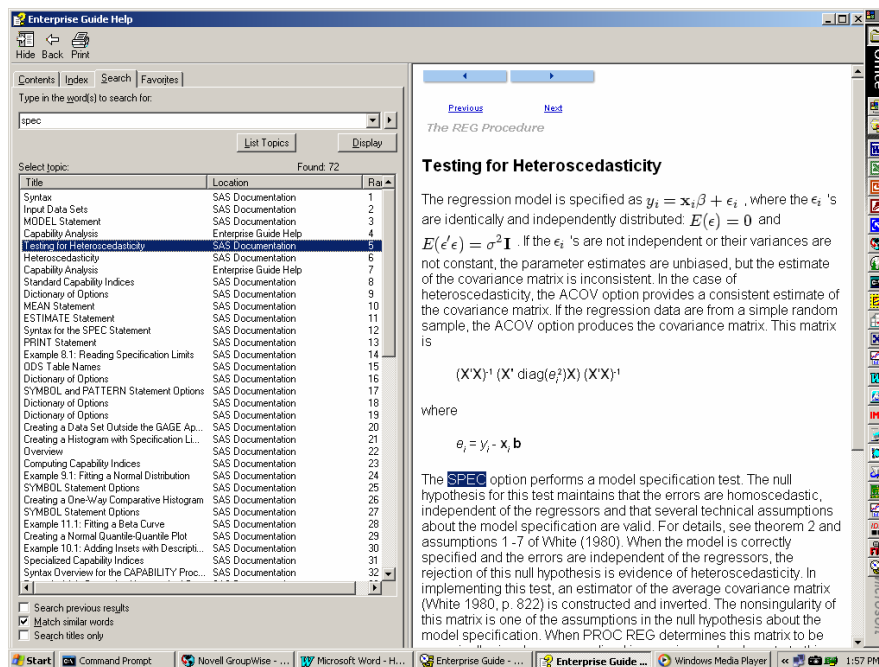 Enterprise Guide Help
Hide Back Print
Contents Index Search Favorites
Type in the word(s) to search for:
spec
List Topics Display
Select topic: Found: 72
Title Location Ra
Syntax SAS Documentation 1
Input Data Sets SAS Documentation 2
MODEL Statement SAS Documentation 3
Capability Analysis Enterprise Guide Help 4
Testing for Heteroscedasticity SAS Documentation 5
Heteroscedasticity SAS Documentation 6
Capability Analysis Enterprise Guide Help 7
Standard Capability Indices SAS Documentation 8
Dictionary of Options SAS Documentation 9
MEAN Statement SAS Documentation 10
ESTIMATE Statement SAS Documentation 11
Syntax for the SPEC Statement SAS Documentation 12
PRINT Statement SAS Documentation 13
Example 8.1: Reading Specification Limits SAS Documentation 14
ODS Table Names SAS Documentation 15
Dictionary of Options SAS Documentation 16
SYMBOL and PATTERN Statement Options SAS Documentation 17
Dictionary of Options SAS Documentation 18
Dictionary of Options SAS Documentation 19
Creating a Data Set Outside the GAGE Ap... SAS Documentation 20
Creating a Histogram with Specification Li... SAS Documentation 21
Overview SAS Documentation 22
Computing Capability Indices SAS Documentation 23
Example 9.1: Fitting a Normal Distribution SAS Documentation 24
SYMBOL Statement Options SAS Documentation 25
Creating a One-Way Comparative Histogram SAS Documentation 26
SYMBOL Statement Options SAS Documentation 27
Example 11.1: Fitting a Beta Curve SAS Documentation 28
Creating a Normal Quantile-Quantile Plot SAS Documentation 29
Example 10.1: Adding Insets with Descripti... SAS Documentation 30
Specialized Capability Indices SAS Documentation 31
Syntax Overview for the CAPABILITY Proc... SAS Documentation 32
Search previous results
Match similar words
Search titles only
Previous Next
The REG Procedure
Testing for Heteroscedasticity
The regression model is specified as y_i = x_iβ + ϵ_i , where the ϵ_i 's
are identically and independently distributed: E(ϵ) = 0 and
E(ϵ'ϵ) = σ²I . If the ϵ_i 's are not independent or their variances are
not constant, the parameter estimates are unbiased, but the estimate
of the covariance matrix is inconsistent. In the case of
heteroscedasticity, the ACOV option provides a consistent estimate of
the covariance matrix. If the regression data are from a simple random
sample, the ACOV option produces the covariance matrix. This matrix
is
(X'X)⁻¹ (X' diag(e_i²)X) (X'X)⁻¹
where
e_i = y_i - x_i b
The SPEC option performs a model specification test. The null
hypothesis for this test maintains that the errors are homoscedastic,
independent of the regressors and that several technical assumptions
about the model specification are valid. For details, see theorem 2 and
assumptions 1 -7 of White (1980). When the model is correctly
specified and the errors are independent of the regressors, the
rejection of this null hypothesis is evidence of heteroscedasticity. In
implementing this test, an estimator of the average covariance matrix
(White 1980, p. 822) is constructed and inverted. The nonsingularity of
this matrix is one of the assumptions in the null hypothesis about the
model specification. When PROC REG determines this matrix to be
Office
Microsoft
Start Command Prompt Novell GroupWise - ... Microsoft Word - H... Enterprise Guide - ... Enterprise Guide ... Windows Media Player « 1:57 PM